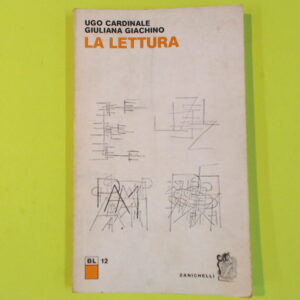 UGO CARDINALE
GIULIANA GIACHINO
LA LETTURA
BL 12
ZANICHELLI